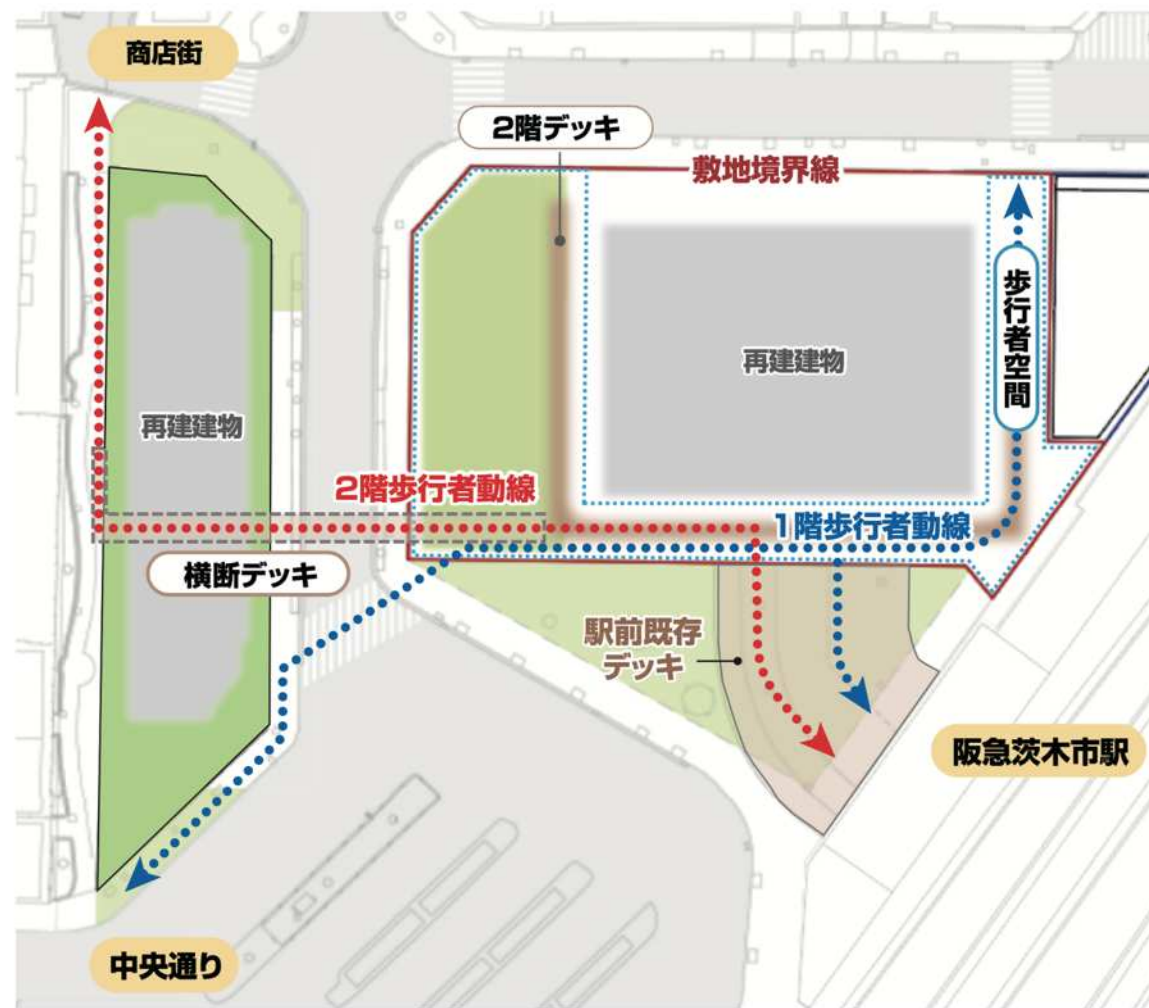 商店街
2階デッキ
敷地境界線
歩行者空間
再建建物
再建建物
2階歩行者動線
1階歩行者動線
横断デッキ
駅前既存
デッキ
阪急茨木市駅
中央通り